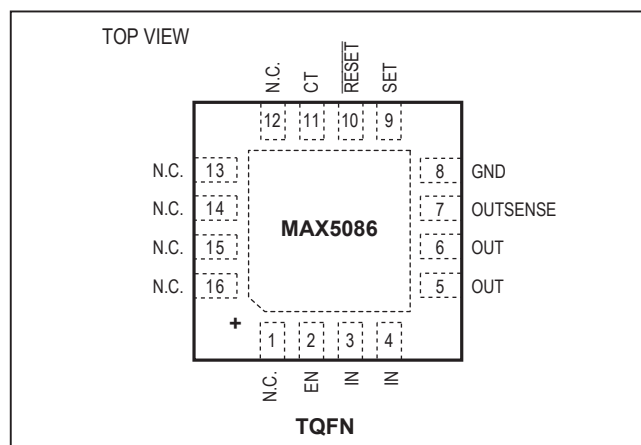 TOP VIEW
N.C.
CT
RESET
SET
12
11
10
9
N.C. 13
8 GND
N.C. 14
7 OUTSENSE
MAX5086
N.C. 15
6 OUT
N.C. 16
5 OUT
+
1
2
3
4
N.C.
EN
IN
IN
TQFN